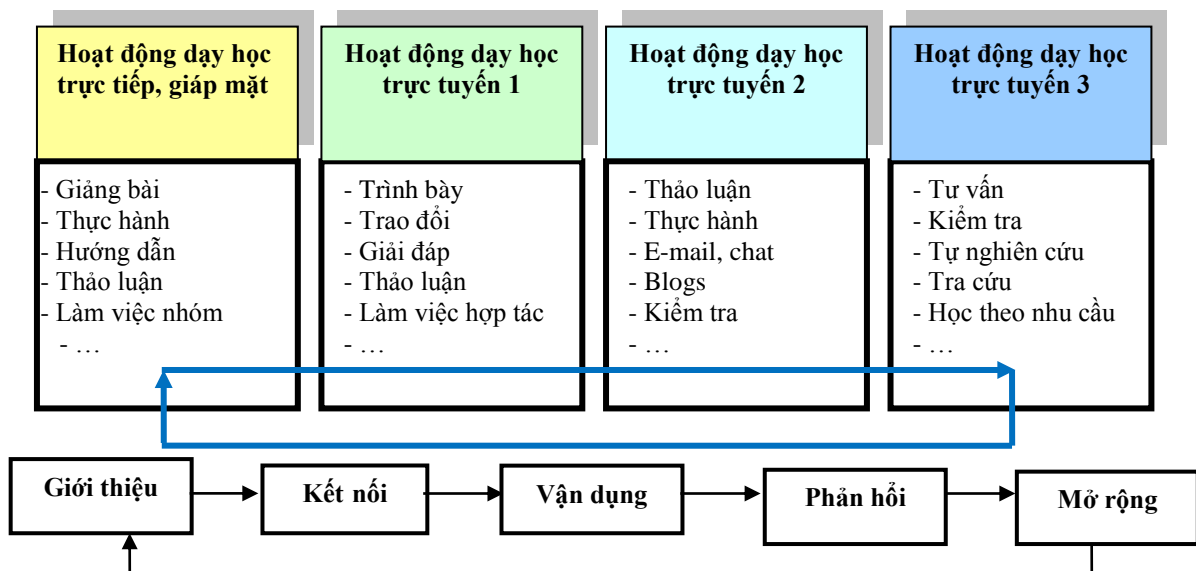 Hoạt động dạy học
trực tiếp, giáp mặt
- Giảng bài
- Thực hành
- Hướng dẫn
- Thảo luận
- Làm việc nhóm
- …
Hoạt động dạy học
trực tuyến 1
- Trình bày
- Trao đổi
- Giải đáp
- Thảo luận
- Làm việc hợp tác
- …
Hoạt động dạy học
trực tuyến 2
- Thảo luận
- Thực hành
- E-mail, chat
- Blogs
- Kiểm tra
- …
Hoạt động dạy học
trực tuyến 3
- Tư vấn
- Kiểm tra
- Tự nghiên cứu
- Tra cứu
- Học theo nhu cầu
- …
Giới thiệu
Kết nối
Vận dụng
Phản hồi
Mở rộng